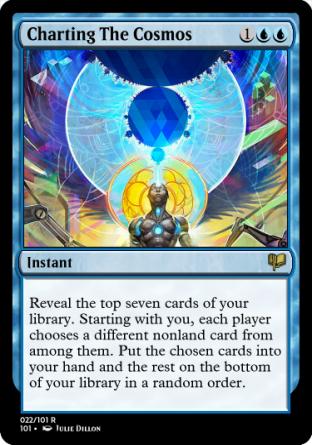 Charting The Cosmos 1
Instant
Reveal the top seven cards of your
library. Starting with you, each player
chooses a different nonland card from
among them. Put the chosen cards into
your hand and the rest on the bottom
of your library in a random order.
022/101 R
101 • Julie Dillon